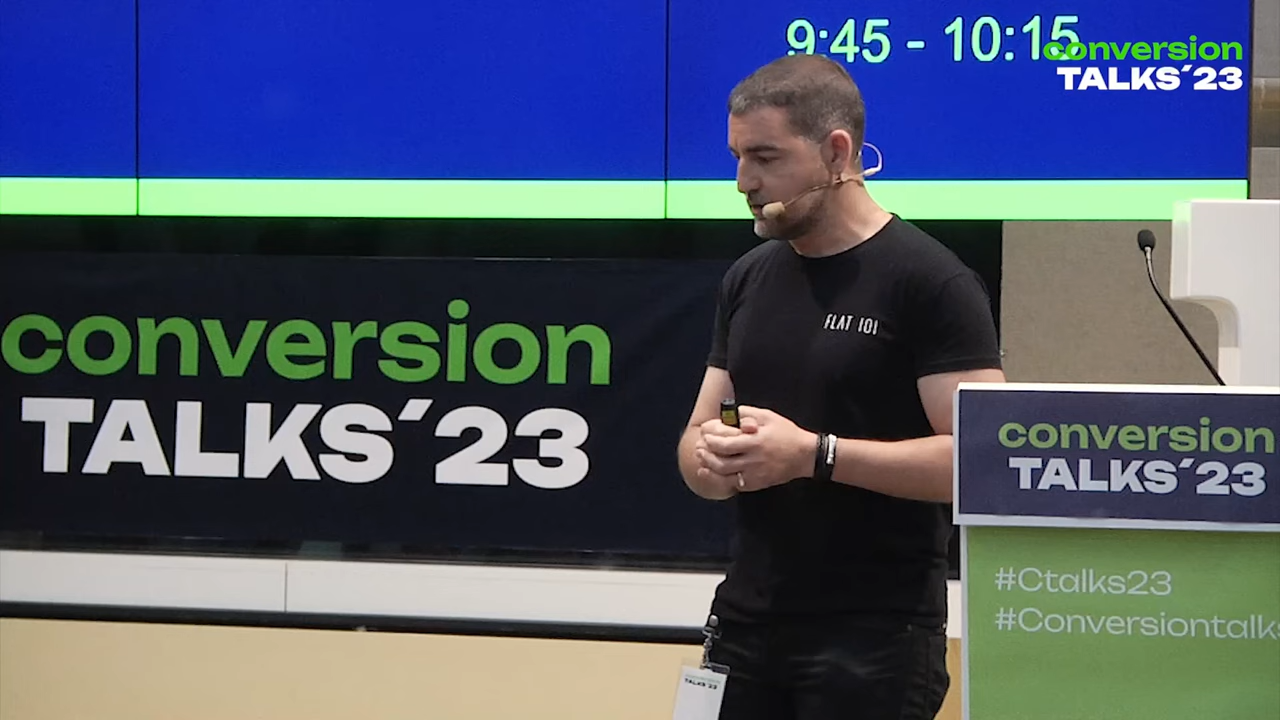 9:45 - 10:15
conversion
TALKS´23
FLAT 101
conversion
TALKS´23
conversion
TALKS´23
#Ctalks23
#Conversiontalks
conversion
TALKS´23